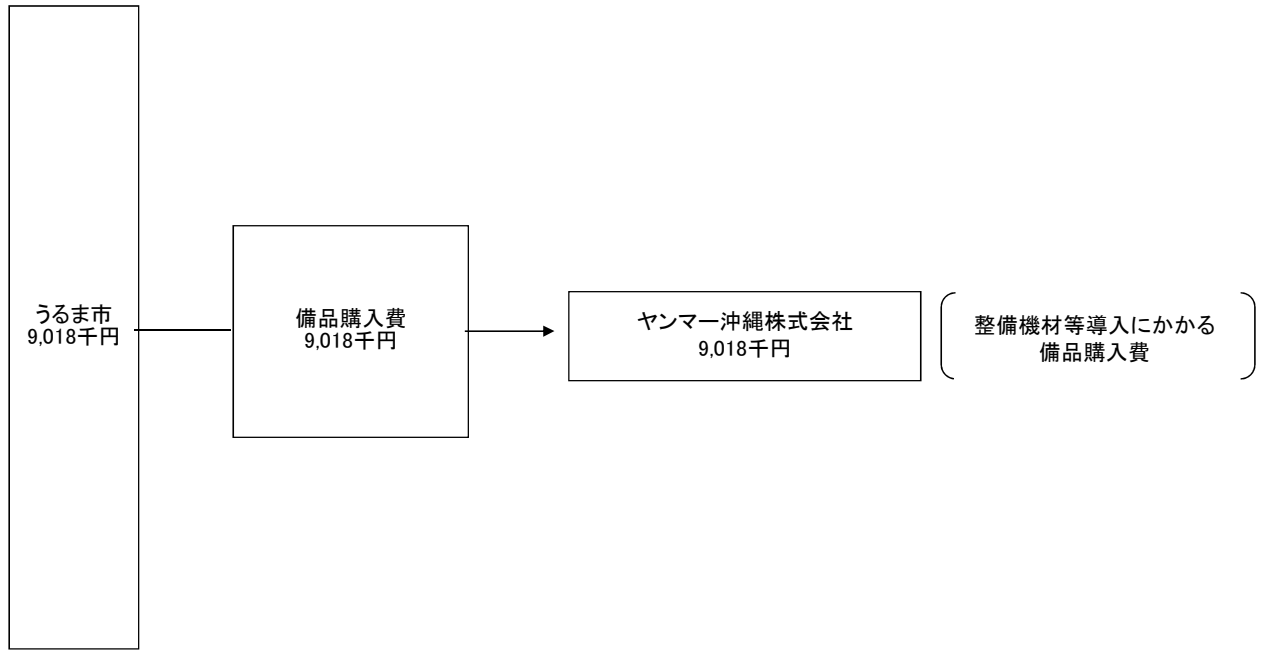 うるま市
9,018千円
備品購入費
9,018千円
ヤンマー沖縄株式会社
9,018千円
整備機材等導入にかかる
備品購入費